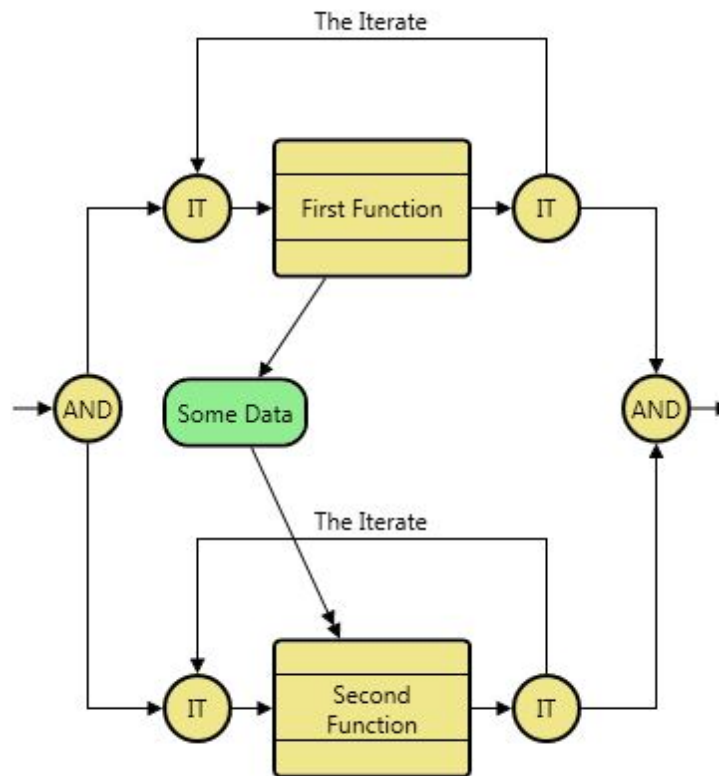 The Iterate
IT
First Function
IT
AND
Some Data
AND
The Iterate
IT
Second
Function
IT